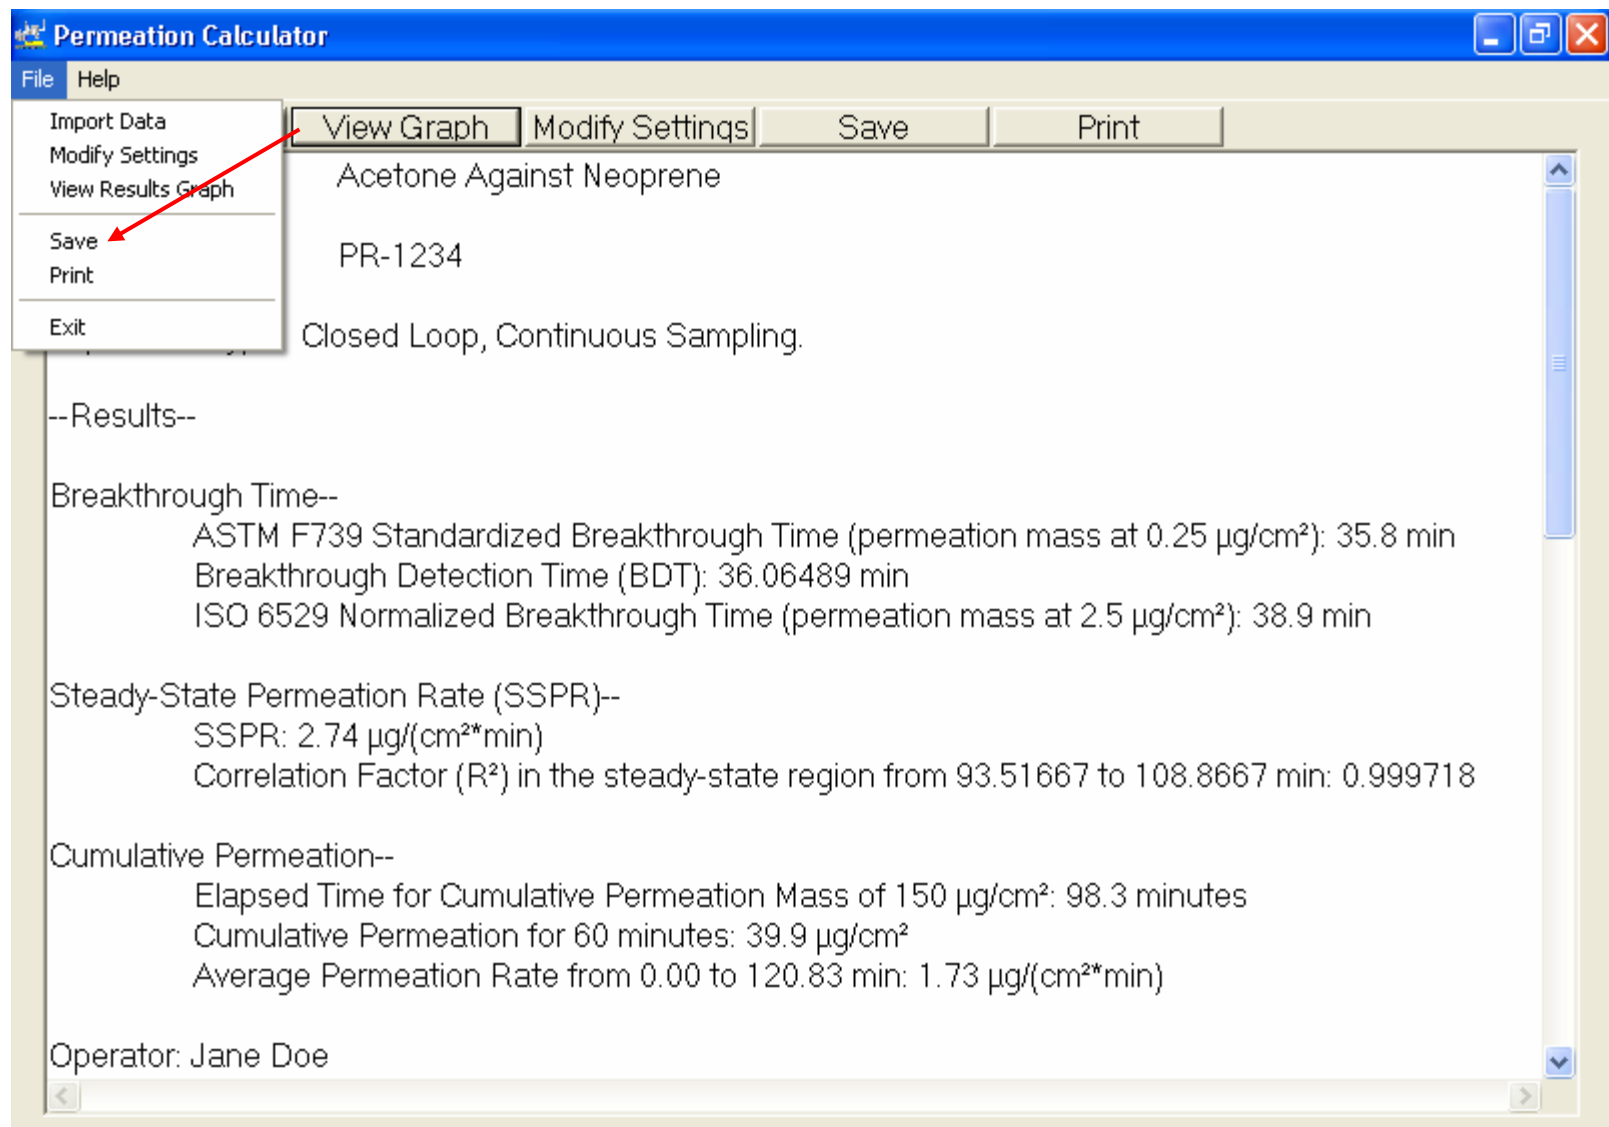 Permeation Calculator
File Help
Import Data
Modify Settings
View Results Graph
Save
Print
Exit
View Graph Modify Settings Save Print
Acetone Against Neoprene
PR-1234
Closed Loop, Continuous Sampling.
--Results--
Breakthrough Time--
ASTM F739 Standardized Breakthrough Time (permeation mass at 0.25 µg/cm²): 35.8 min
Breakthrough Detection Time (BDT): 36.06489 min
ISO 6529 Normalized Breakthrough Time (permeation mass at 2.5 µg/cm²): 38.9 min
Steady-State Permeation Rate (SSPR)--
SSPR: 2.74 µg/(cm²*min)
Correlation Factor (R²) in the steady-state region from 93.51667 to 108.8667 min: 0.999718
Cumulative Permeation--
Elapsed Time for Cumulative Permeation Mass of 150 µg/cm²: 98.3 minutes
Cumulative Permeation for 60 minutes: 39.9 µg/cm²
Average Permeation Rate from 0.00 to 120.83 min: 1.73 µg/(cm²*min)
Operator: Jane Doe